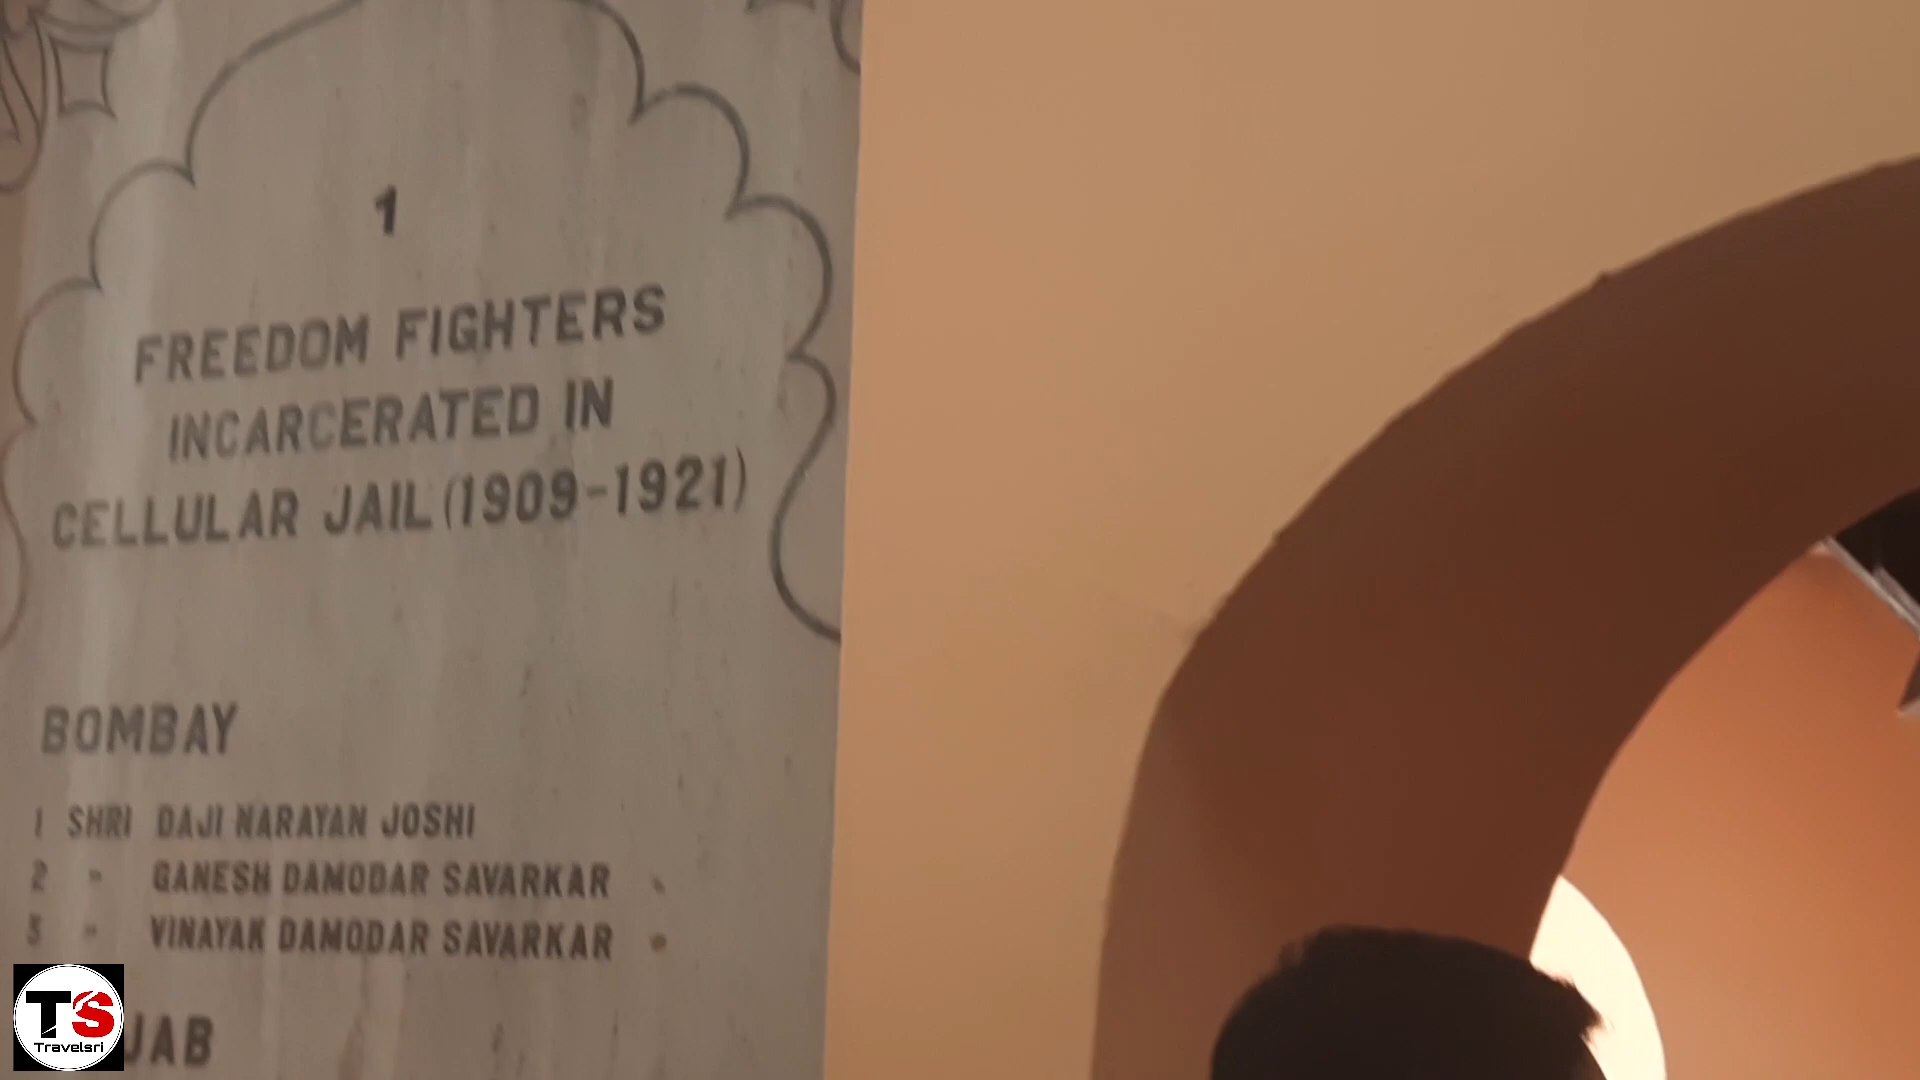 1
FREEDOM FIGHTERS
INCARCERATED IN
CELLULAR JAIL (1909-1921)
BOMBAY
1 SHRI DAJI NARAYAN JOSHI
2 " GANESH DAMODAR SAVARKAR
3 " VINAYAK DAMODAR SAVARKAR
JAB
TS
Travelsri